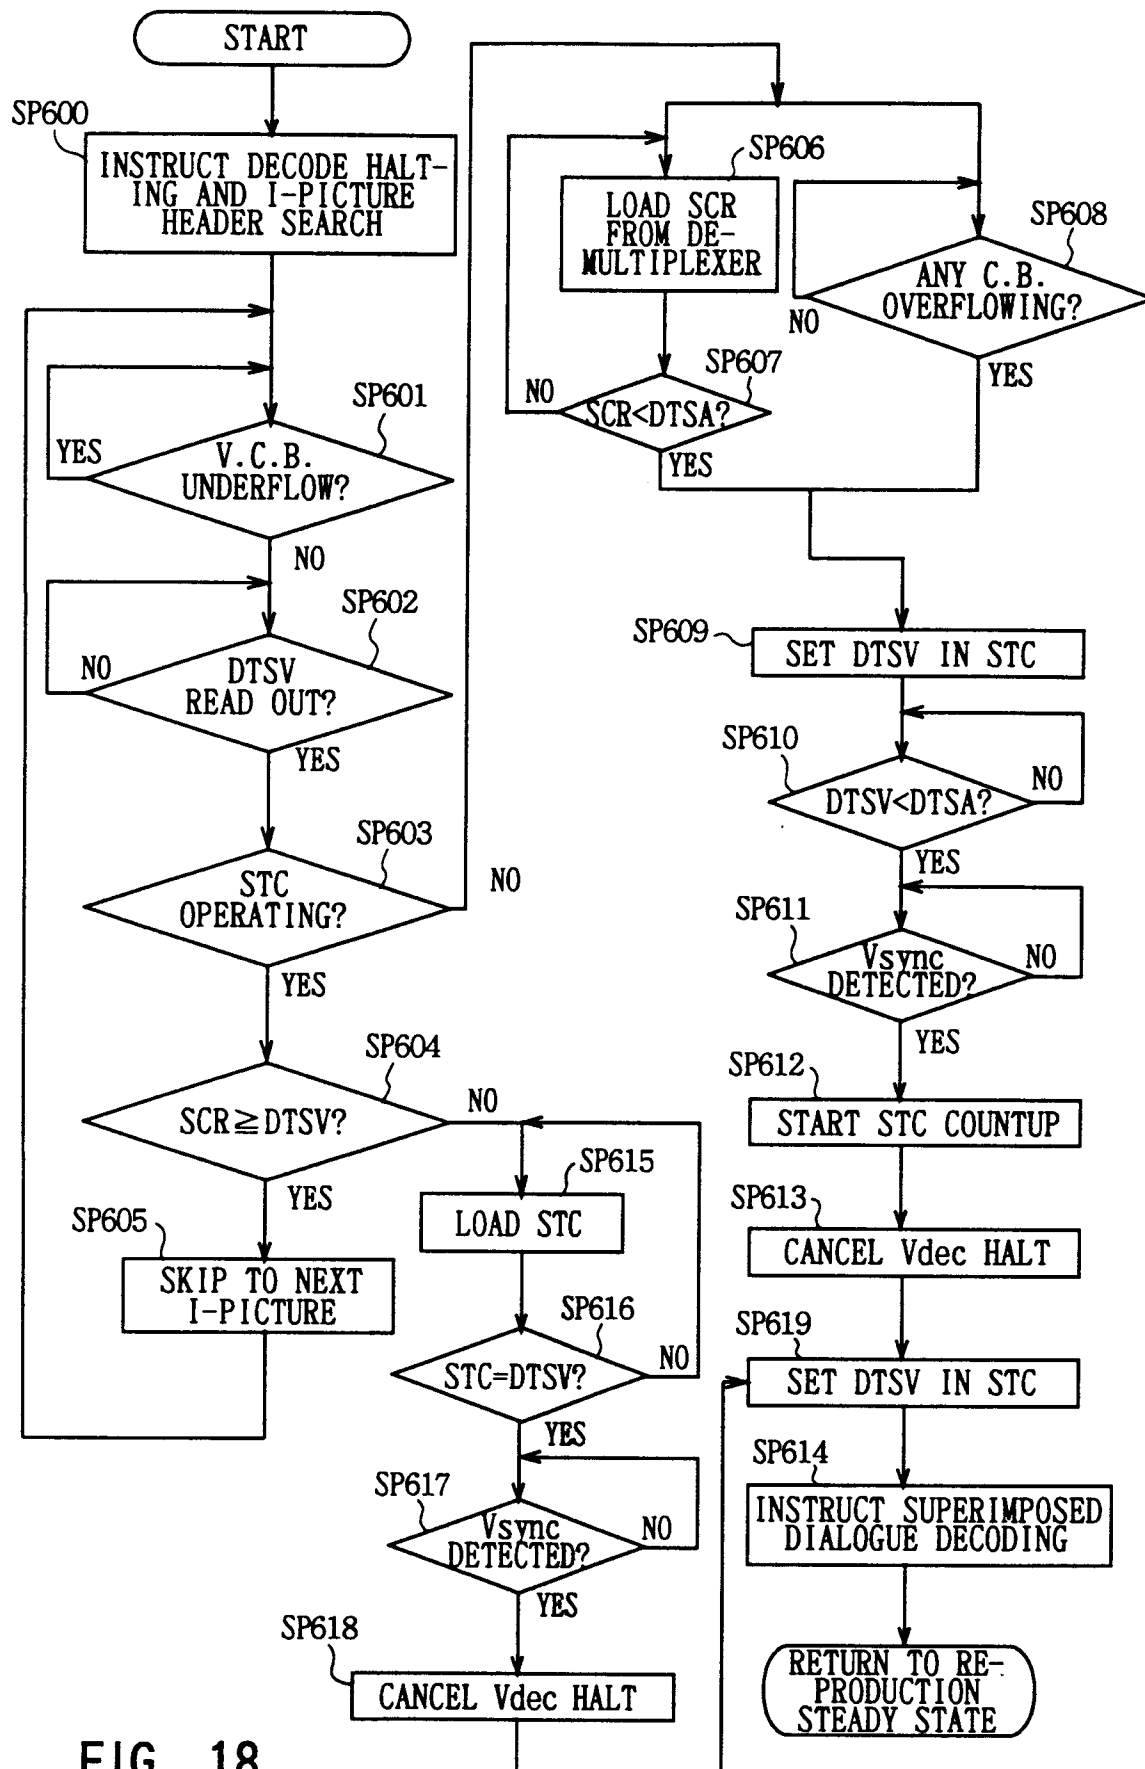 START
SP600
INSTRUCT DECODE HALT-
ING AND I-PICTURE
HEADER SEARCH
SP601
V.C.B.
UNDERFLOW?
YES
NO
SP602
DTSV
READ OUT?
NO
YES
SP603
STC
OPERATING?
NO
YES
SP604
SCR≧DTSV?
NO
YES
SP605
SKIP TO NEXT
I-PICTURE
SP615
LOAD STC
SP616
STC=DTSV?
NO
YES
SP617
Vsync
DETECTED?
NO
YES
SP618
CANCEL Vdec HALT
SP606
LOAD SCR
FROM DE-
MULTIPLEXER
SP607
SCR<DTSA?
NO
YES
SP608
ANY C.B.
OVERFLOWING?
NO
YES
SP609
SET DTSV IN STC
SP610
DTSV<DTSA?
NO
YES
SP611
Vsync
DETECTED?
NO
YES
SP612
START STC COUNTUP
SP613
CANCEL Vdec HALT
SP619
SET DTSV IN STC
SP614
INSTRUCT SUPERIMPOSED
DIALOGUE DECODING
RETURN TO RE-
PRODUCTION
STEADY STATE
FIG. 18